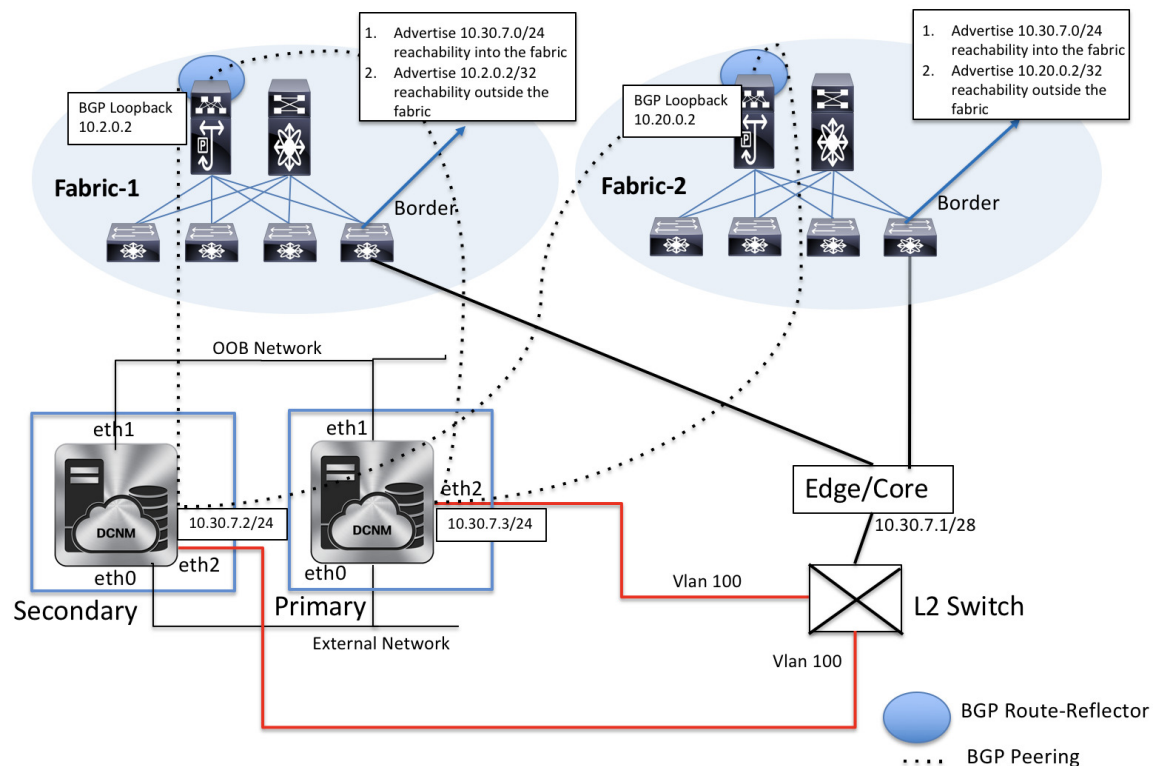 1. Advertise 10.30.7.0/24
reachability into the fabric
2. Advertise 10.2.0.2/32
reachability outside the
fabric
1. Advertise 10.30.7.0/24
reachability into the fabric
2. Advertise 10.20.0.2/32
reachability outside the
fabric
BGP Loopback
10.2.0.2
P
BGP Loopback
10.20.0.2
P
Fabric-1
Fabric-2
Border
Border
OOB Network
eth1
eth1
DCNM
10.30.7.2/24
eth2
eth0
eth2
DCNM
10.30.7.3/24
eth0
Edge/Core
10.30.7.1/28
Secondary
Primary
External Network
Vlan 100
L2 Switch
Vlan 100
BGP Route-Reflector
BGP Peering